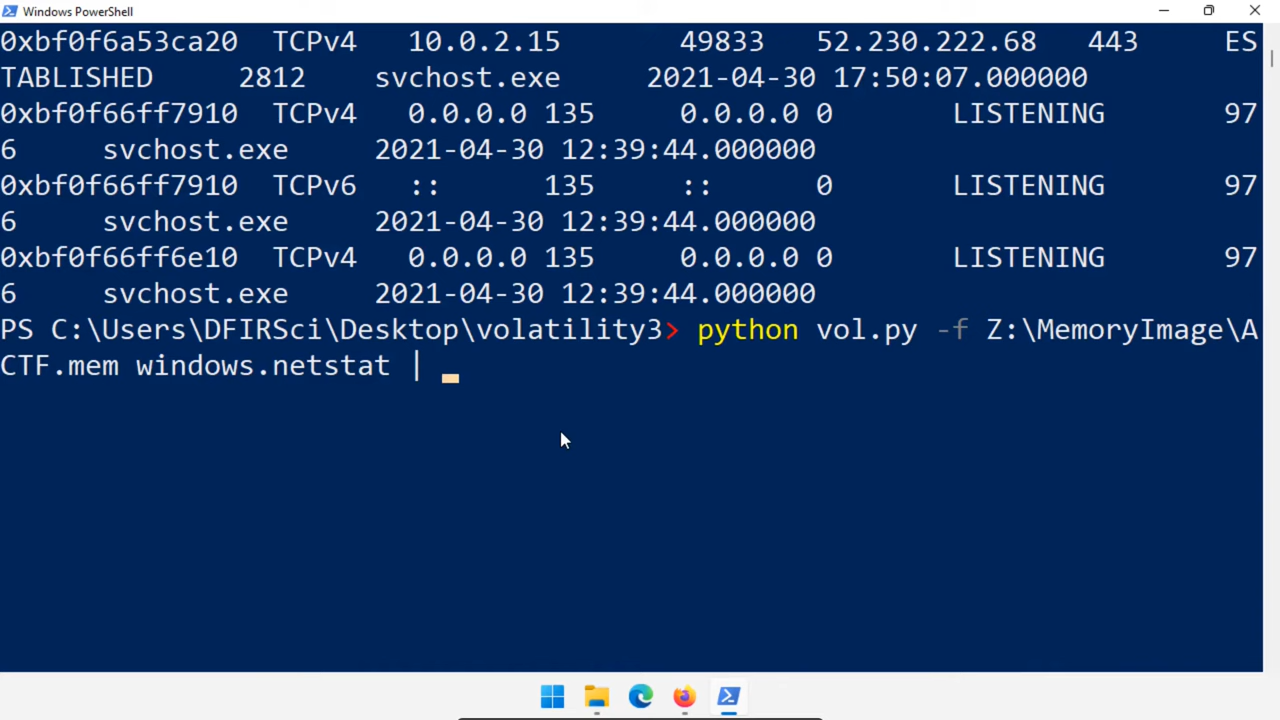 Windows PowerShell
0xbf0f6a53ca20  TCPv4   10.0.2.15       49833   52.230.222.68   443     ES
TABLISHED     2812    svchost.exe     2021-04-30 17:50:07.000000
0xbf0f66ff7910  TCPv4   0.0.0.0 135     0.0.0.0 0       LISTENING       97
6     svchost.exe     2021-04-30 12:39:44.000000
0xbf0f66ff7910  TCPv6   ::      135     ::      0       LISTENING       97
6     svchost.exe     2021-04-30 12:39:44.000000
0xbf0f66ff6e10  TCPv4   0.0.0.0 135     0.0.0.0 0       LISTENING       97
6     svchost.exe     2021-04-30 12:39:44.000000
PS C:\Users\DFIRSci\Desktop\volatility3> python vol.py -f Z:\MemoryImage\A
CTF.mem windows.netstat |